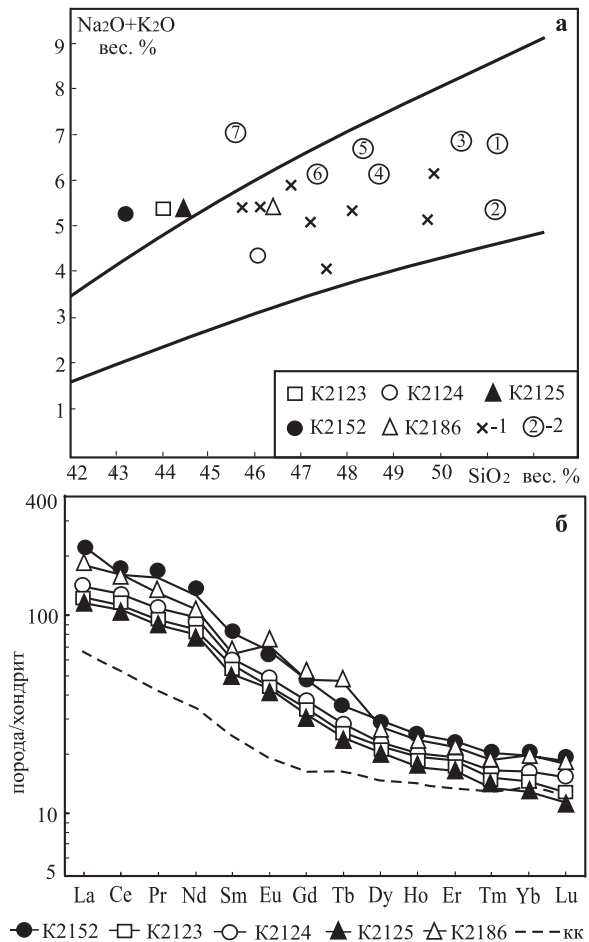 Na2O+K2O
вес. %
а
9
8
7
6
5
4
3
2
1
7
6
5
4
3
1
2
К2123 К2124 К2125
К2152 К2186 ×-1 2-2
42 43 44 45 46 47 48 49 50 SiO2 вес. %
400
б
100
порода/хондрит
10
5
La Ce Pr Nd Sm Eu Gd Tb Dy Ho Er Tm Yb Lu
К2152 К2123 К2124 К2125 К2186 кк